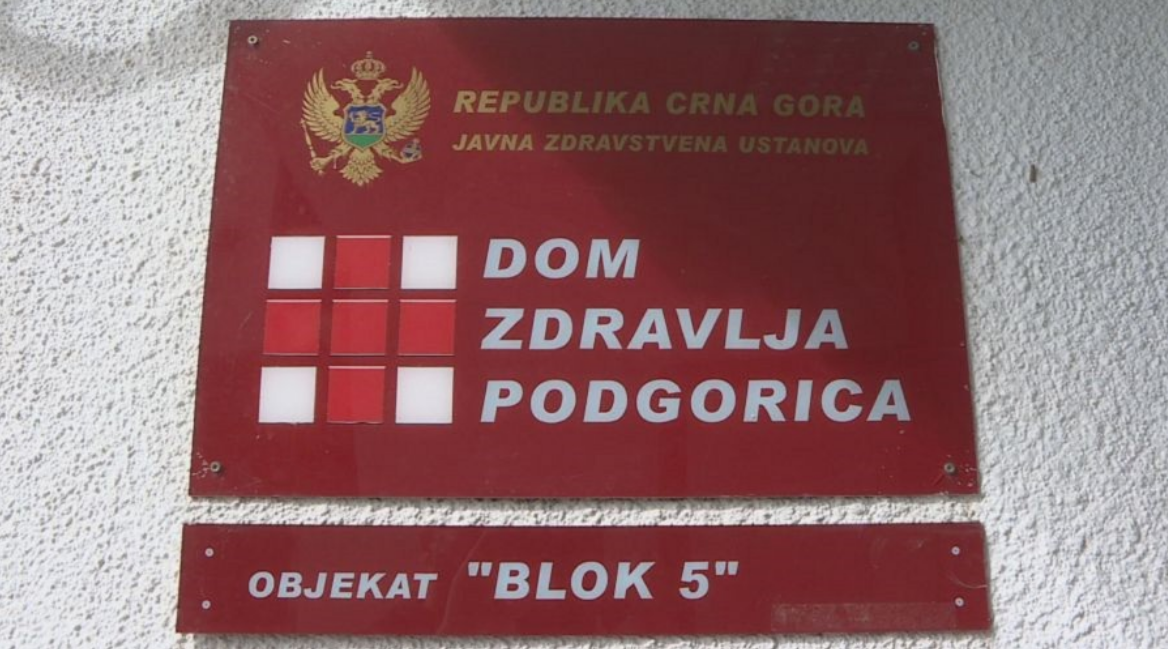 REPUBLIKA CRNA GORA
JAVNA ZDRAVSTVENA USTANOVA
DOM
ZDRAVLJA
PODGORICA
OBJEKAT "BLOK 5"